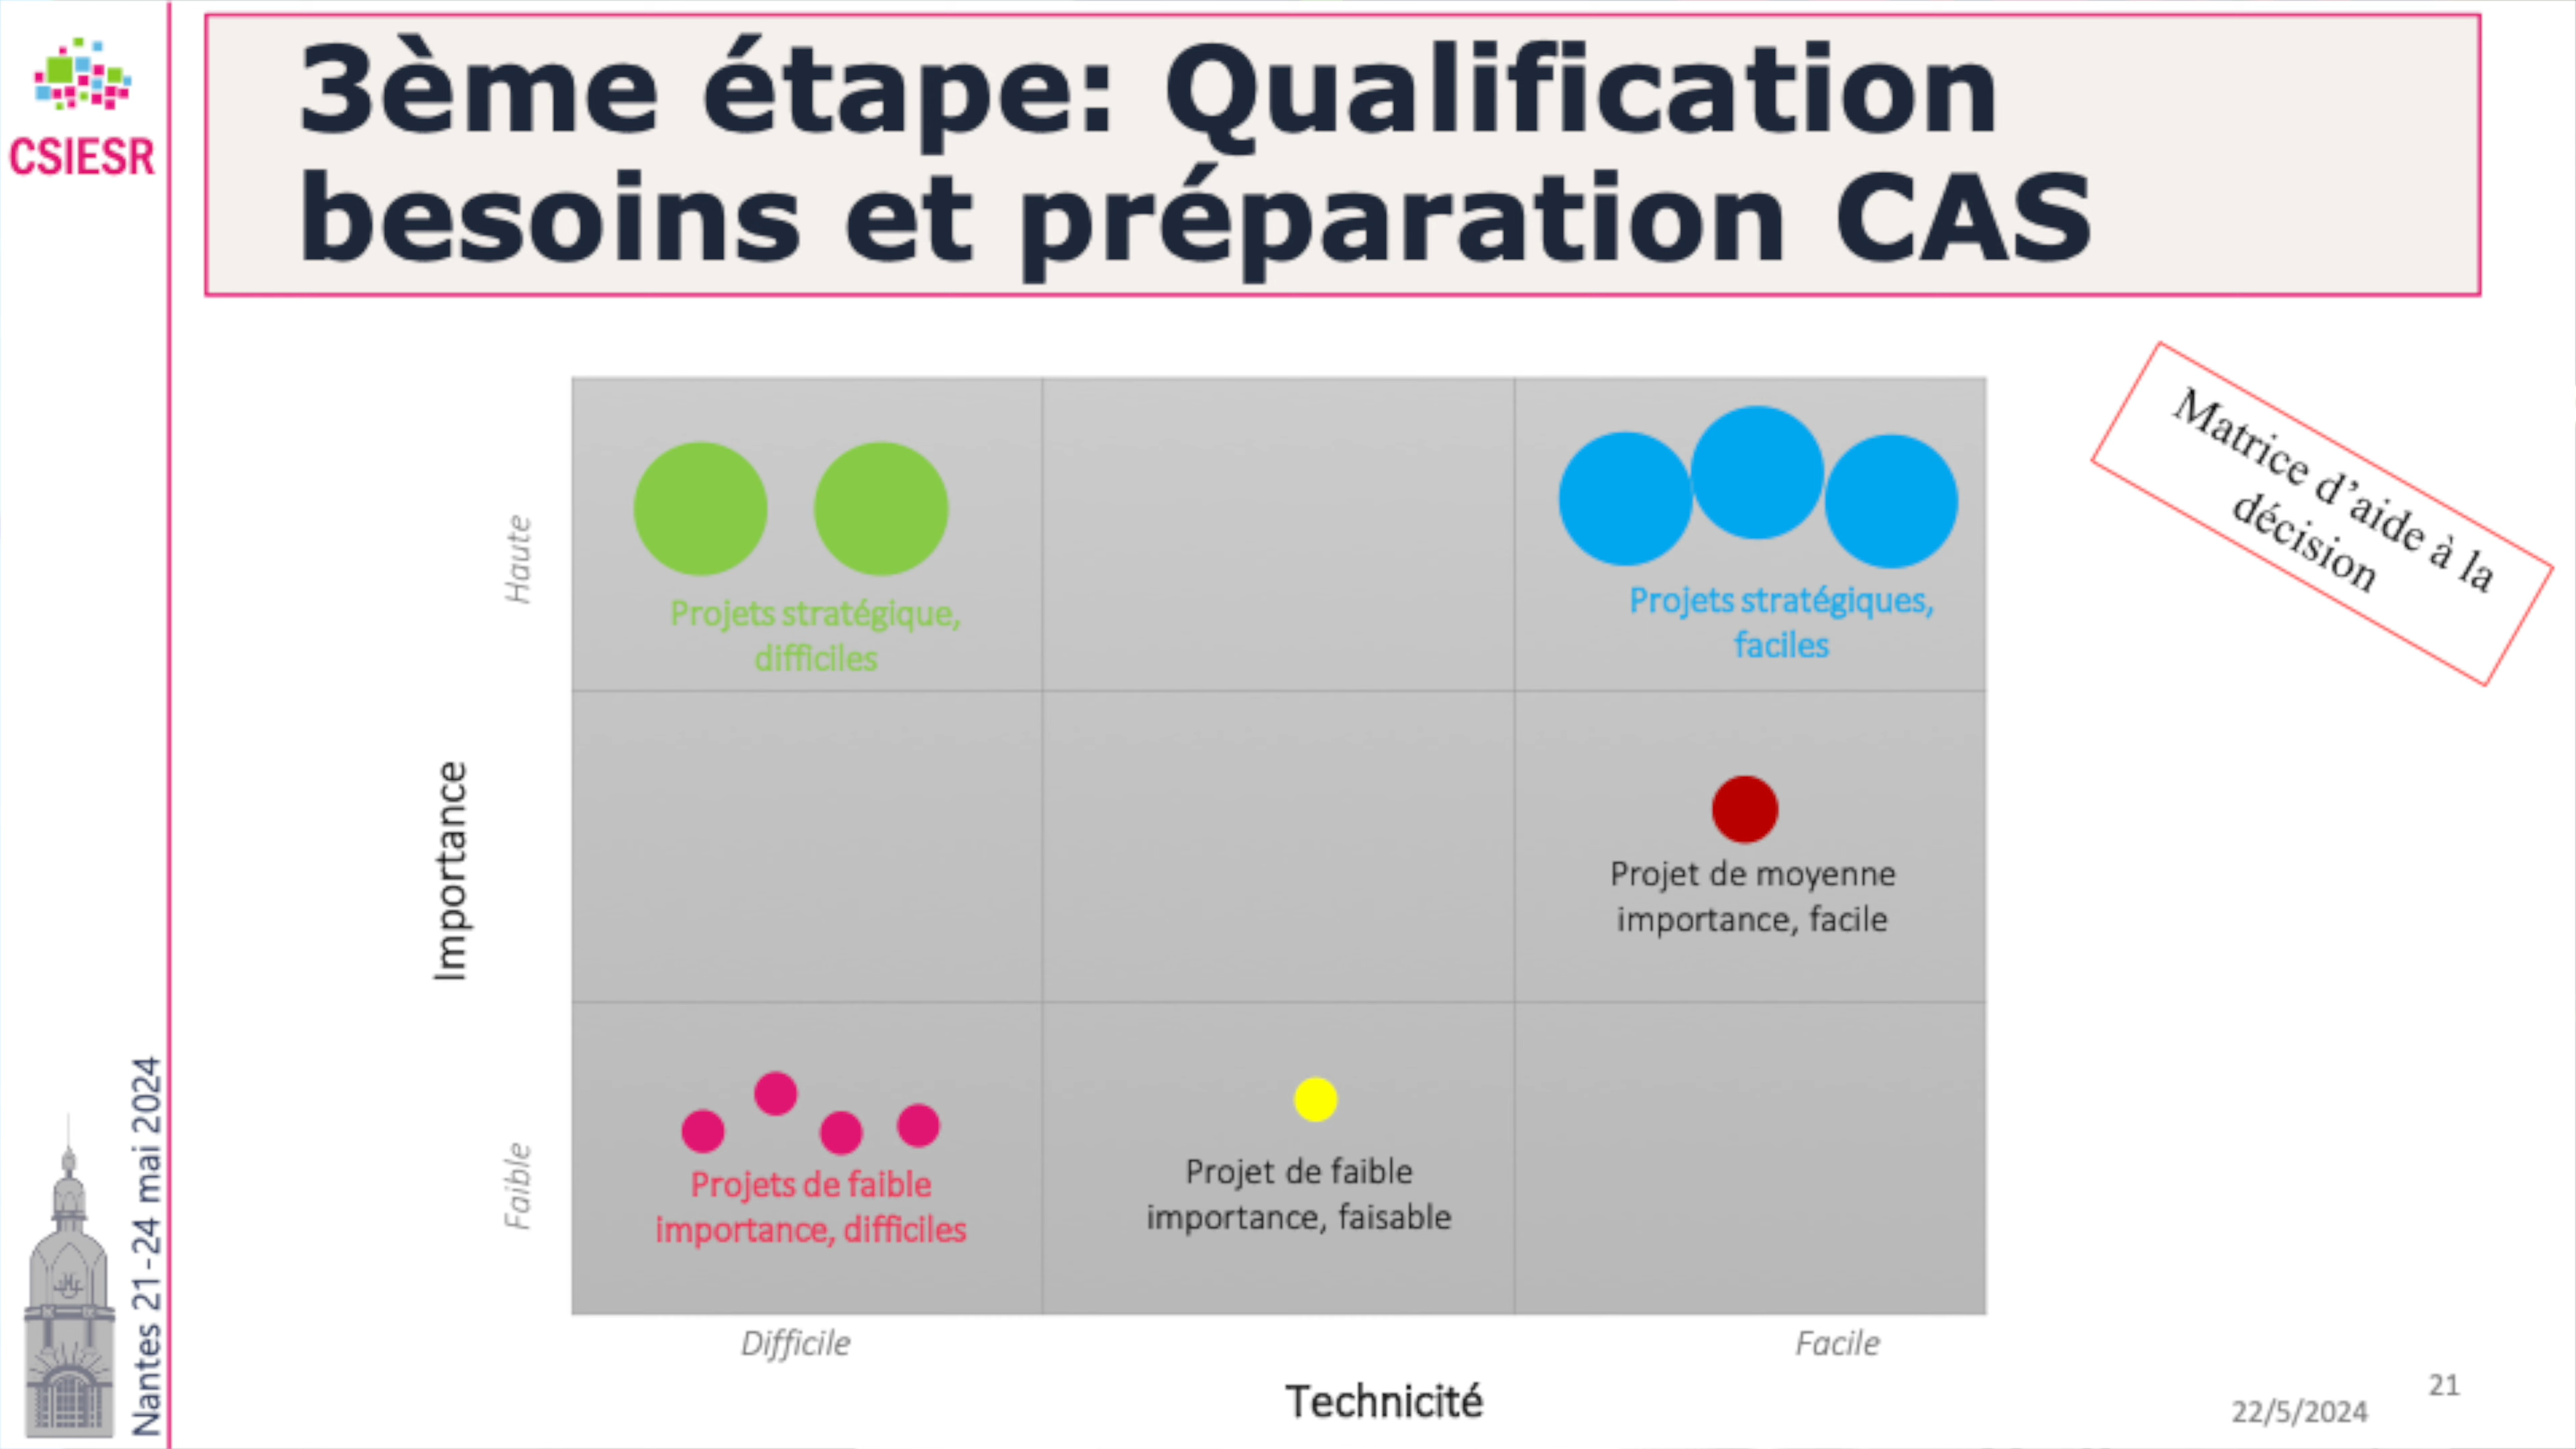 CSIESR
3ème étape: Qualification
besoins et préparation CAS
Matrice d’aide à la
décision
Importance
Haute
Faible
Projets stratégique,
difficiles
Projets stratégiques,
faciles
Projet de moyenne
importance, facile
Projets de faible
importance, difficiles
Projet de faible
importance, faisable
Difficile
Facile
Technicité
Nantes 21-24 mai 2024
22/5/2024
21